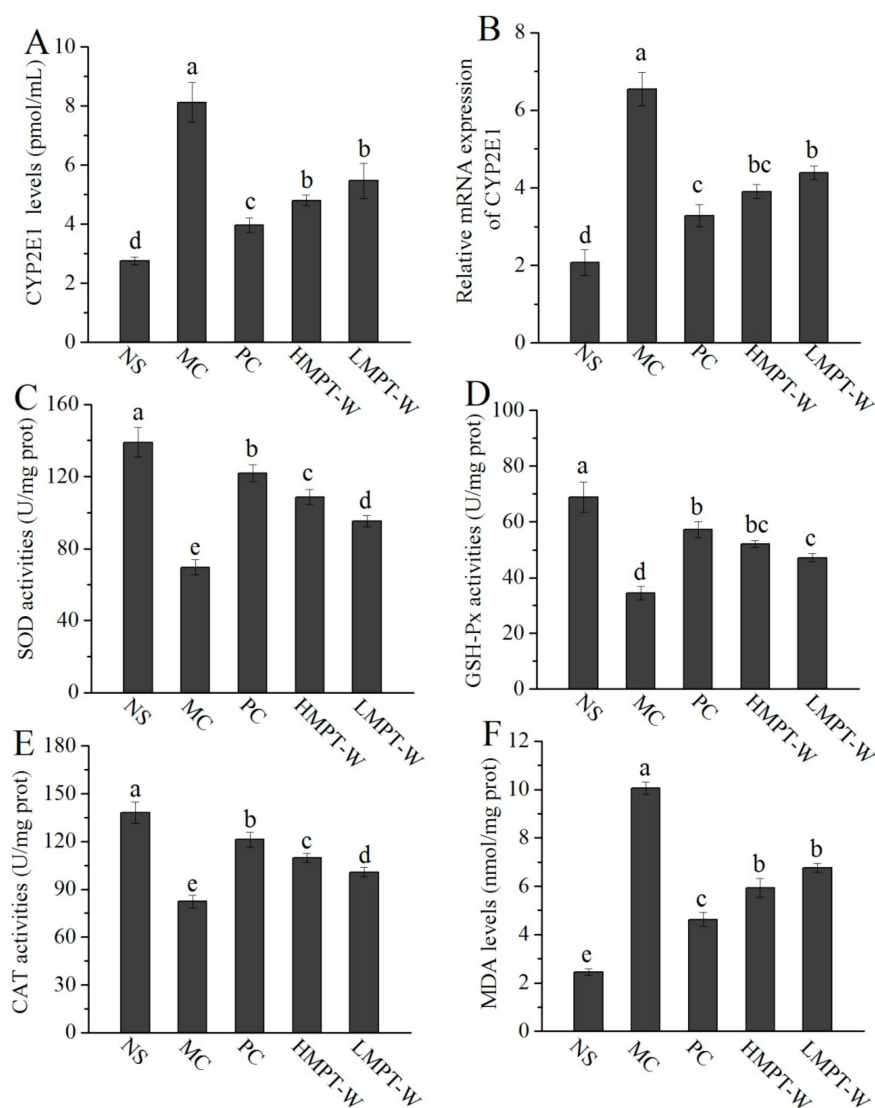 A
CYP2E1 levels (pmol/mL)
10
8
6
4
2
0
d
a
c
b
b
NS
MC
PC
HMPT-W
LMPT-W
B
Relative mRNA expression
of CYP2E1
8
6
4
2
0
d
a
c
bc
b
NS
MC
PC
HMPT-W
LMPT-W
C
SOD activities (U/mg prot)
160
120
80
40
0
a
e
b
c
d
NS
MC
PC
HMPT-W
LMPT-W
D
GSH-Px activities (U/mg prot)
100
80
60
40
20
0
a
d
b
bc
c
NS
MC
PC
HMPT-W
LMPT-W
E
CAT activities (U/mg prot)
180
150
120
90
60
30
0
a
e
b
c
d
NS
MC
PC
HMPT-W
LMPT-W
F
MDA levels (nmol/mg prot)
12
10
8
6
4
2
0
e
a
c
b
b
NS
MC
PC
HMPT-W
LMPT-W